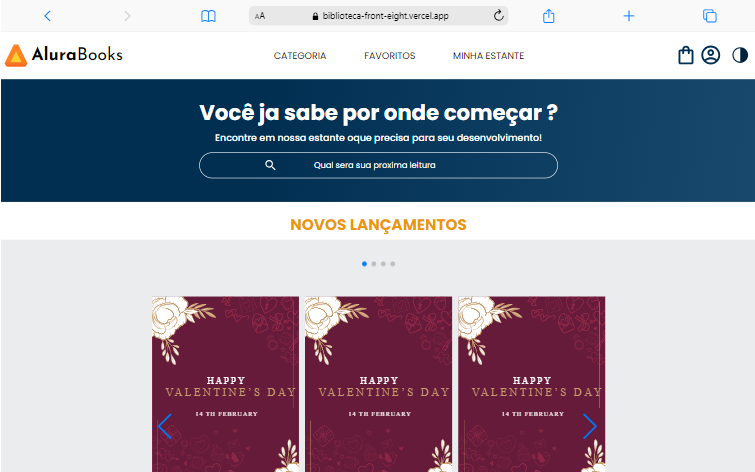 AA biblioteca-front-eight.vercel.app
AluraBooks CATEGORIA FAVORITOS MINHA ESTANTE
Você ja sabe por onde começar ?
Encontre em nossa estante oque precisa para seu desenvolvimento!
Qual sera sua proxima leitura
NOVOS LANÇAMENTOS
HAPPY HAPPY HAPPY
VALENTINE'S DAY VALENTINE'S DAY VALENTINE'S DAY
14 TH FEBRUARY 14 TH FEBRUARY 14 TH FEBRUARY